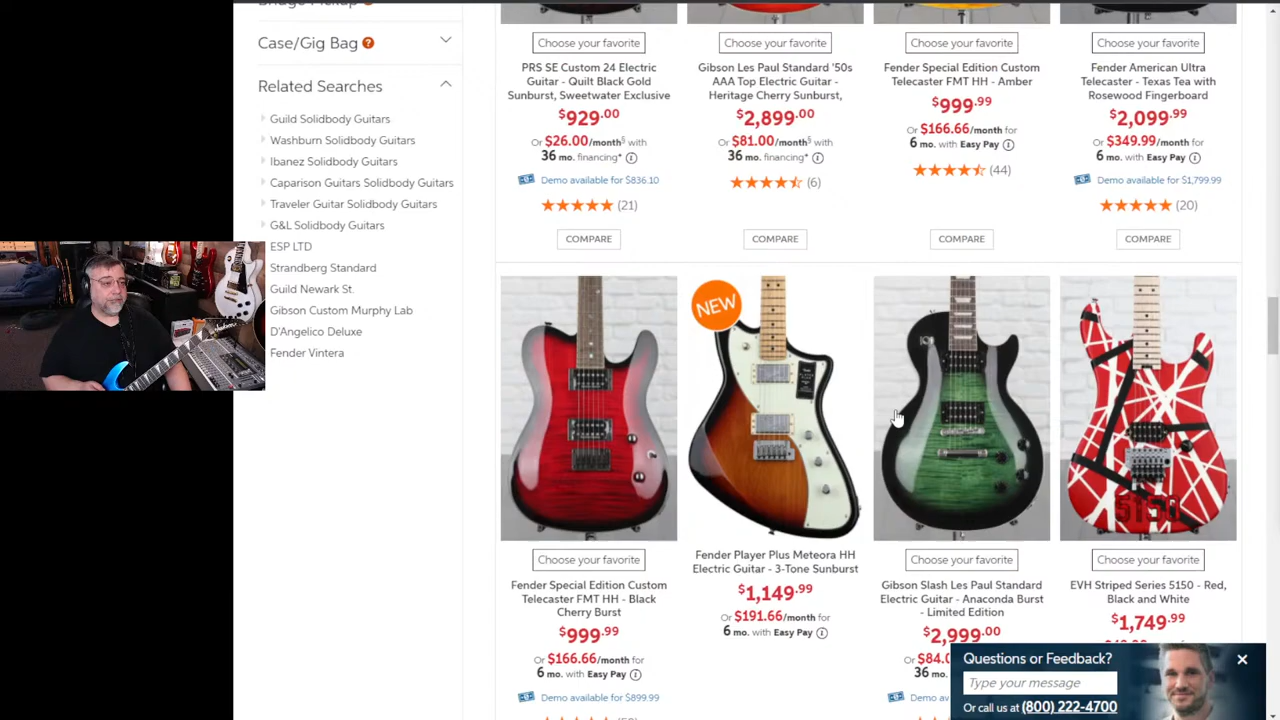 Bridge Pickup
Case/Gig Bag ?
Related Searches
Guild Solidbody Guitars
Washburn Solidbody Guitars
Ibanez Solidbody Guitars
Caparison Guitars Solidbody Guitars
Traveler Guitar Solidbody Guitars
G&L Solidbody Guitars
ESP LTD
Strandberg Standard
Guild Newark St.
Gibson Custom Murphy Lab
D'Angelico Deluxe
Fender Vintera
Choose your favorite
PRS SE Custom 24 Electric
Guitar - Quilt Black Gold
Sunburst, Sweetwater Exclusive
$929.00
Or $26.00/month§ with
36 mo. financing* i
Demo available for $836.10
(21)
COMPARE
Choose your favorite
Gibson Les Paul Standard '50s
AAA Top Electric Guitar -
Heritage Cherry Sunburst,
$2,899.00
Or $81.00/month§ with
36 mo. financing* i
(6)
COMPARE
Choose your favorite
Fender Special Edition Custom
Telecaster FMT HH - Amber
$999.99
Or $166.66/month for
6 mo. with Easy Pay i
(44)
COMPARE
Choose your favorite
Fender American Ultra
Telecaster - Texas Tea with
Rosewood Fingerboard
$2,099.99
Or $349.99/month for
6 mo. with Easy Pay i
Demo available for $1,799.99
(20)
COMPARE
Choose your favorite
Fender Special Edition Custom
Telecaster FMT HH - Black
Cherry Burst
$999.99
Or $166.66/month for
6 mo. with Easy Pay i
Demo available for $899.99
NEW
Fender Player Plus Meteora HH
Electric Guitar - 3-Tone Sunburst
$1,149.99
Or $191.66/month for
6 mo. with Easy Pay i
Choose your favorite
Gibson Slash Les Paul Standard
Electric Guitar - Anaconda Burst
- Limited Edition
$2,999.00
Or $84.0
36 mo.
Demo av
5150
Choose your favorite
EVH Striped Series 5150 - Red,
Black and White
$1,749.99
Questions or Feedback?
Type your message
Or call us at (800) 222-4700